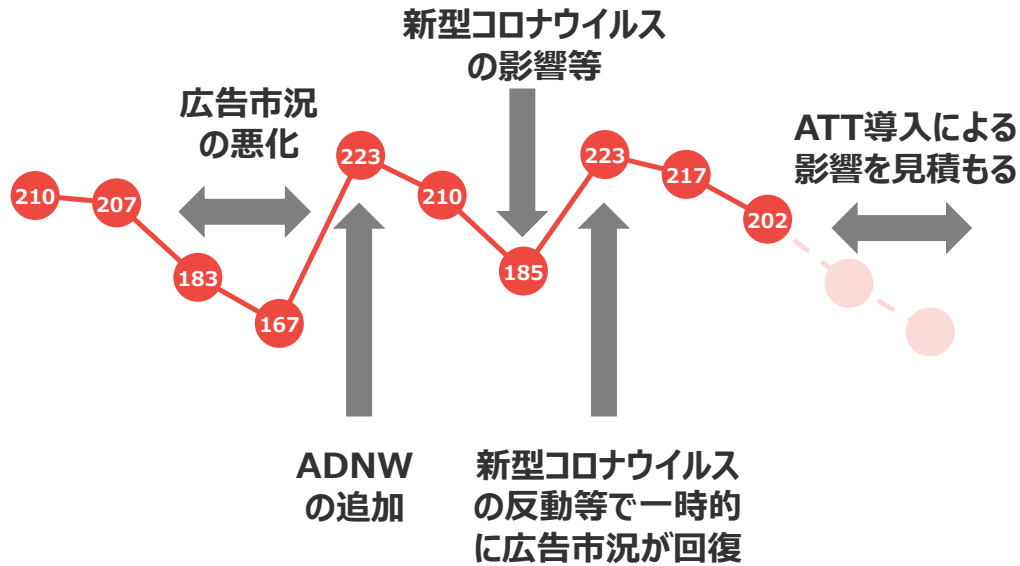 新型コロナウイルス
の影響等
広告市況
の悪化
ATT導入による
影響を見積もる
210
207
183
167
223
210
185
223
217
202
ADNW
の追加
新型コロナウイルス
の反動等で一時的
に広告市況が回復